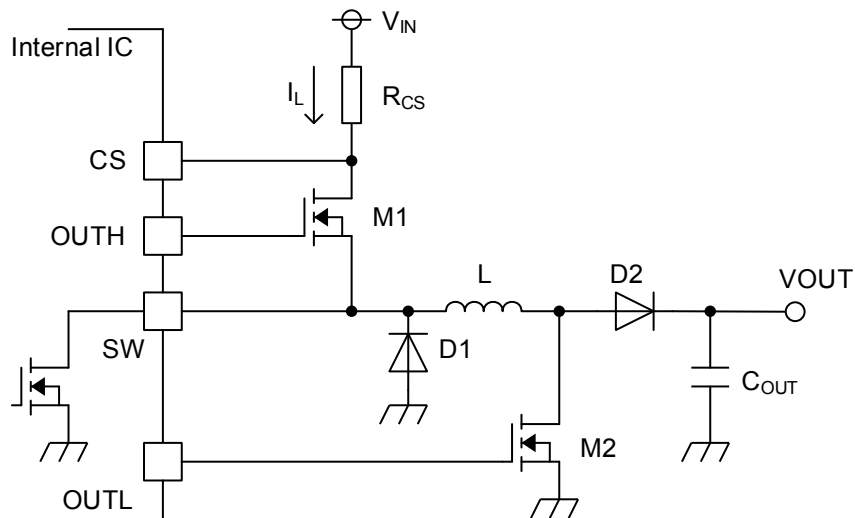 V_IN
Internal IC
I_L
R_CS
CS
M1
OUTH
L
D2
VOUT
SW
D1
C_OUT
M2
OUTL